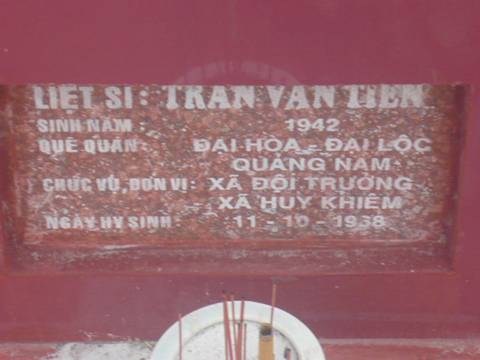 LIỆT SĨ : TRẦN VĂN TIÊN
SINH NĂM : 1942
QUÊ QUÁN : ĐẠI HÒA - ĐẠI LỘC
QUẢNG NAM
CHỨC VỤ, ĐƠN VỊ : XÃ ĐỘI TRƯỞNG
XÃ HUY KHIÊM
NGÀY HY SINH : 11 - 10 - 1968